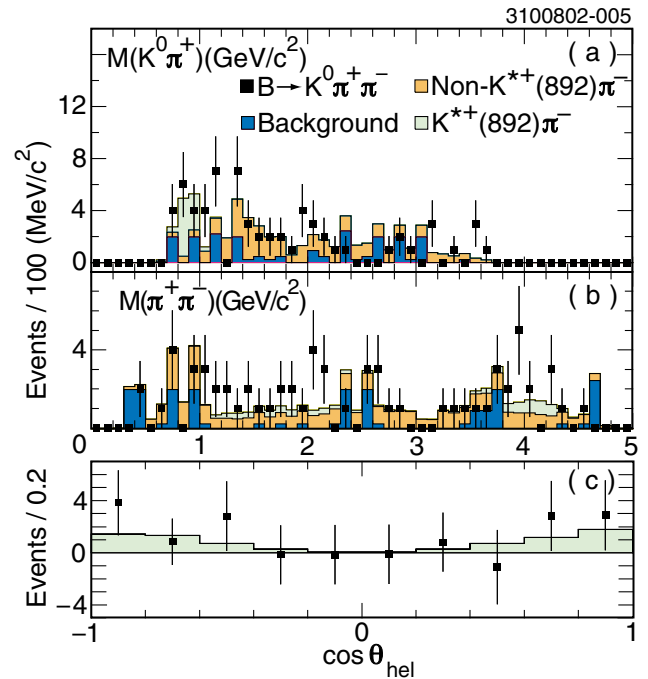 3100802-005
M(K⁰π⁺)(GeV/c²)
(a)
B→K⁰π⁺π⁻
Non-K*⁺(892)π⁻
Background
K*⁺(892)π⁻
12
8
4
0
M(π⁺π⁻)(GeV/c²)
(b)
Events / 100 (MeV/c²)
4
0
0 1 2 3 4 5
(c)
Events / 0.2
4
0
−4
−1 0 1
cos θhel